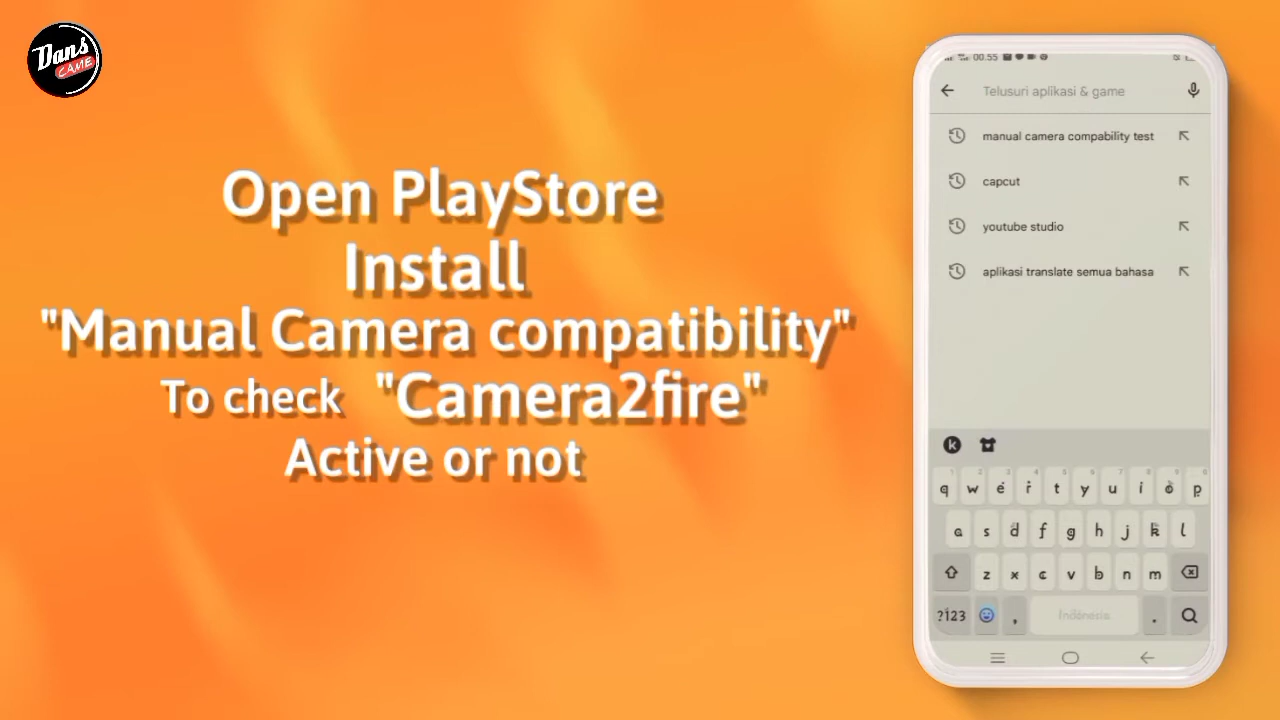 Dans
CAME
Open PlayStore
Install
"Manual Camera compatibility"
To check "Camera2fire"
Active or not
00.55
Telusuri aplikasi & game
manual camera compability test
capcut
youtube studio
aplikasi translate semua bahasa
q w e r t y u i o p
a s d f g h j k l
z x c v b n m
?123 , Indonesia .